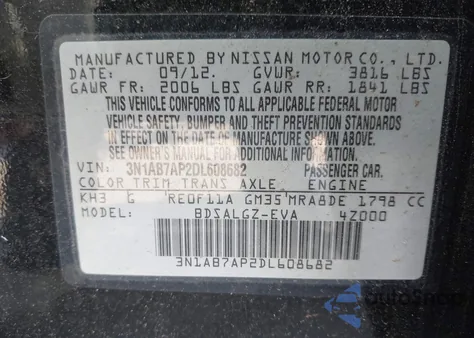 MANUFACTURED BY NISSAN MOTOR CO., LTD.
DATE: 09/12. GVWR: 3816 LBS
GAWR FR: 2006 LBS GAWR RR: 1841 LBS
THIS VEHICLE CONFORMS TO ALL APPLICABLE FEDERAL MOTOR
VEHICLE SAFETY, BUMPER AND THEFT PREVENTION STANDARDS
IN EFFECT ON THE DATE OF MANUFACTURE SHOWN ABOVE.
SEE OWNER'S MANUAL FOR ADDITIONAL INFORMATION
VIN: 3N1AB7AP2DL608682 PASSENGER CAR.
COLOR TRIM TRANS AXLE ENGINE
KH3 G RE0F11A GM35 MRA8DE 1798 CC
MODEL: BDSALGZ-EVA 4Z000
3N1AB7AP2DL608682
autoSnap